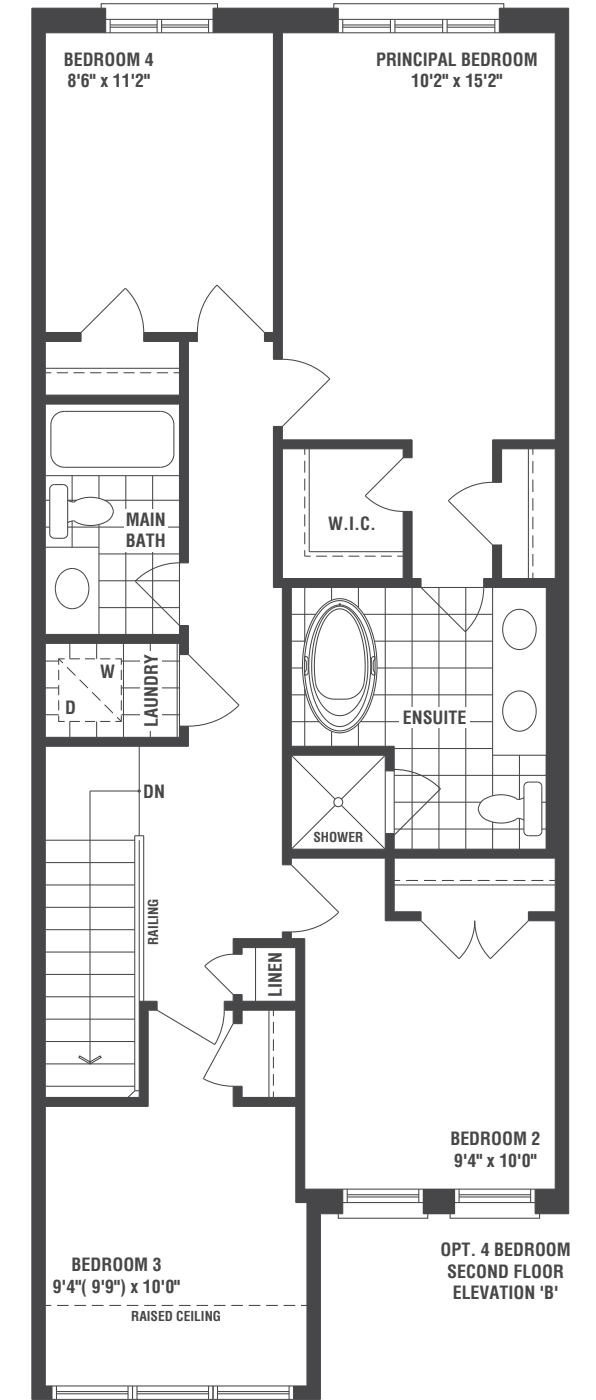 BEDROOM 4
8'6" x 11'2"
PRINCIPAL BEDROOM
10'2" x 15'2"
W.I.C.
MAIN
BATH
LAUNDRY
W
D
ENSUITE
DN
SHOWER
RAILING
LINEN
BEDROOM 2
9'4" x 10'0"
BEDROOM 3
9'4"( 9'9") x 10'0"
RAISED CEILING
OPT. 4 BEDROOM
SECOND FLOOR
ELEVATION 'B'